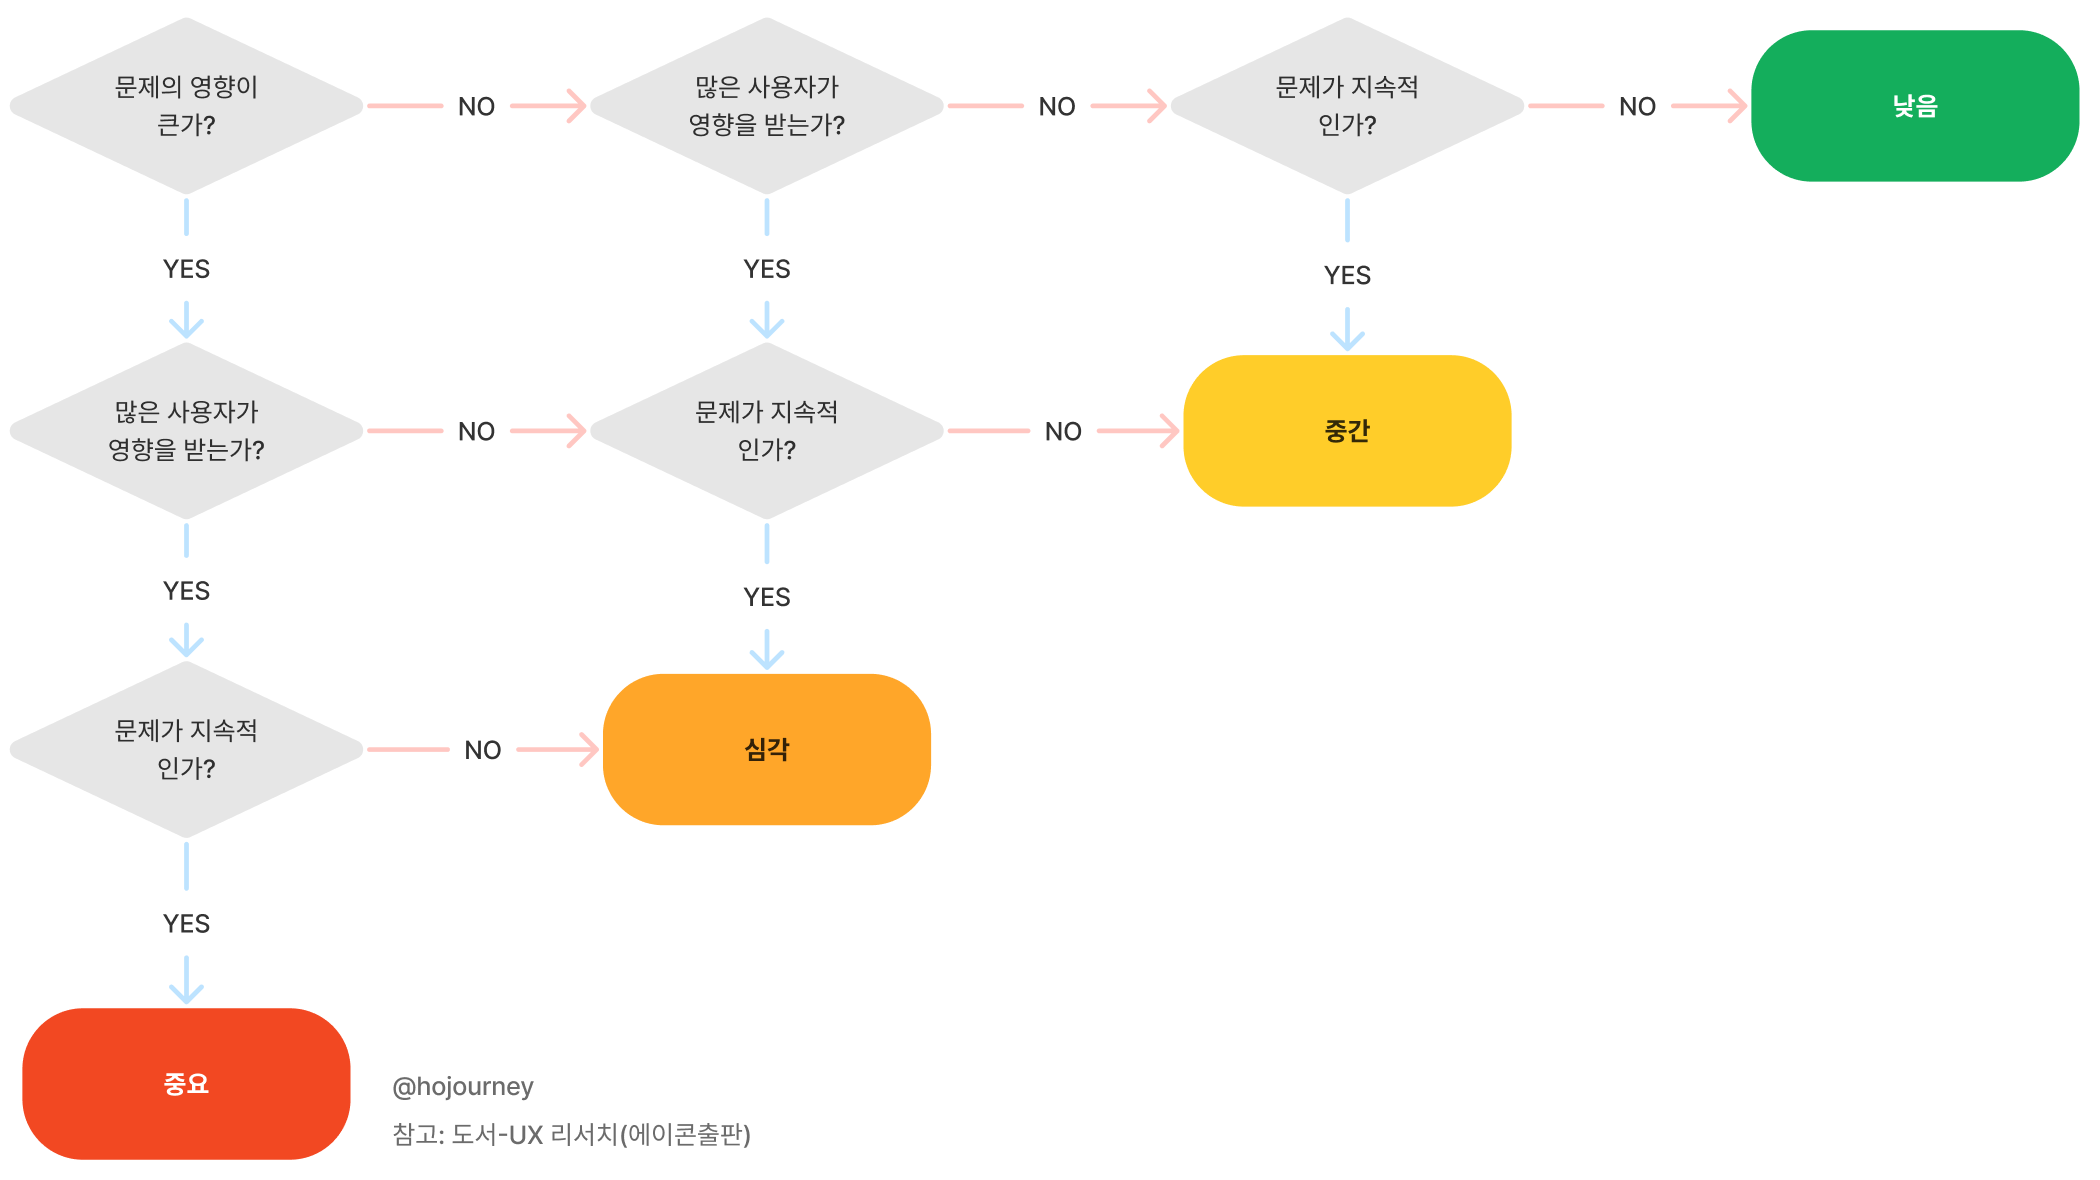 문제의 영향이
큰가?
NO
많은 사용자가
영향을 받는가?
NO
문제가 지속적
인가?
NO
낮음
YES
YES
YES
많은 사용자가
영향을 받는가?
NO
문제가 지속적
인가?
NO
중간
YES
YES
문제가 지속적
인가?
NO
심각
YES
중요
@hojourney
참고: 도서-UX 리서치(에이콘출판)